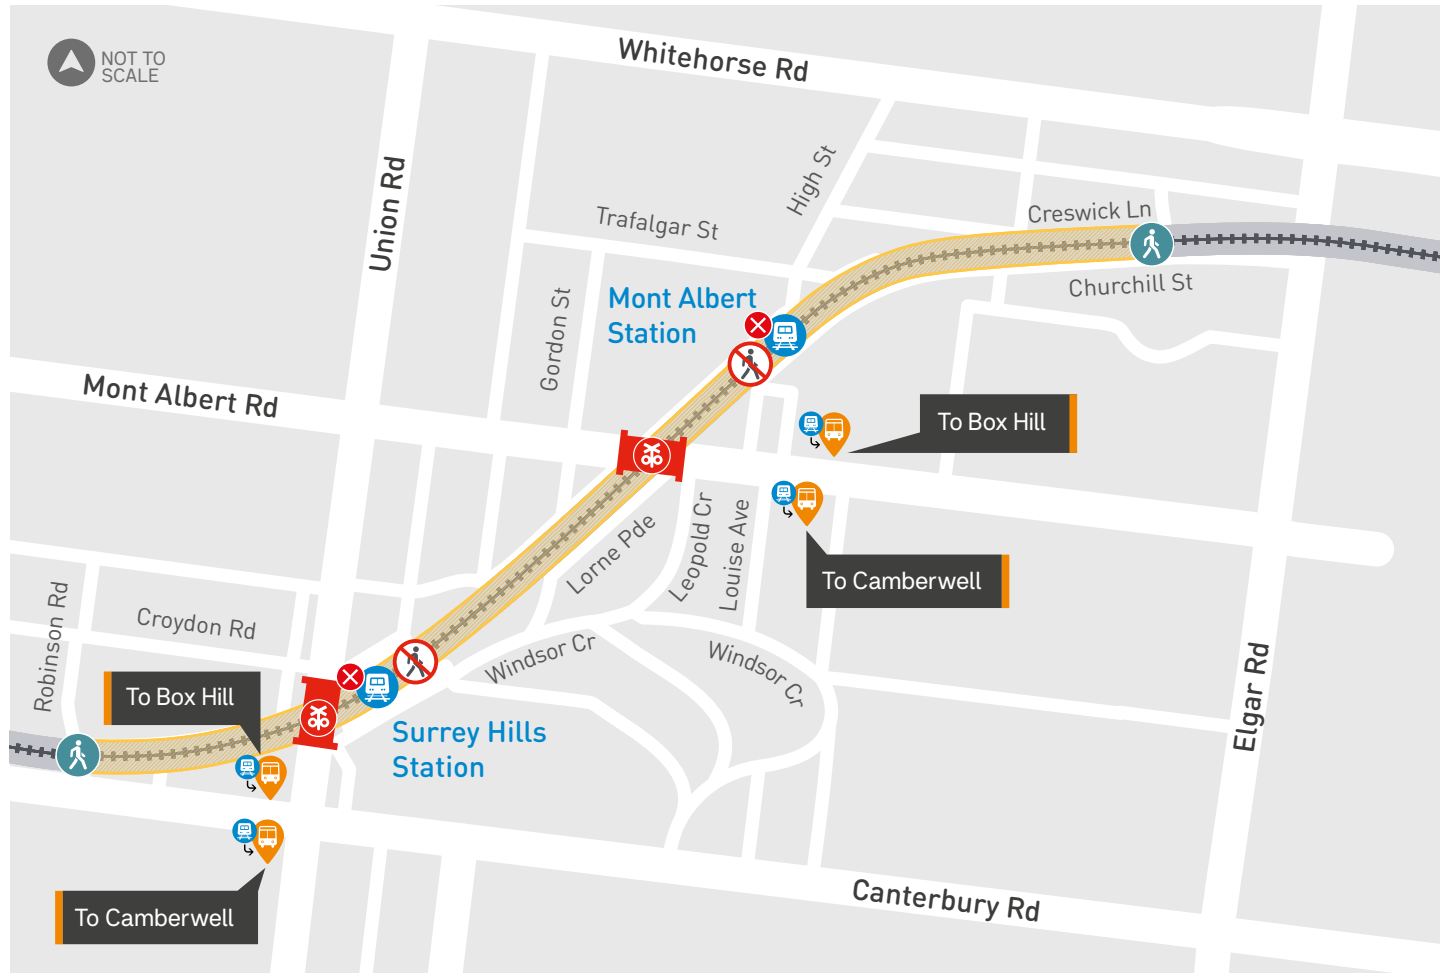 NOT TO
SCALE
Whitehorse Rd
Union Rd
High St
Trafalgar St
Creswick Ln
Churchill St
Gordon St
Mont Albert
Station
Mont Albert Rd
To Box Hill
To Camberwell
Lorne Pde
Leopold Cr
Louise Ave
Robinson Rd
Croydon Rd
Windsor Cr
Windsor Cr
Elgar Rd
To Box Hill
Surrey Hills
Station
To Camberwell
Canterbury Rd